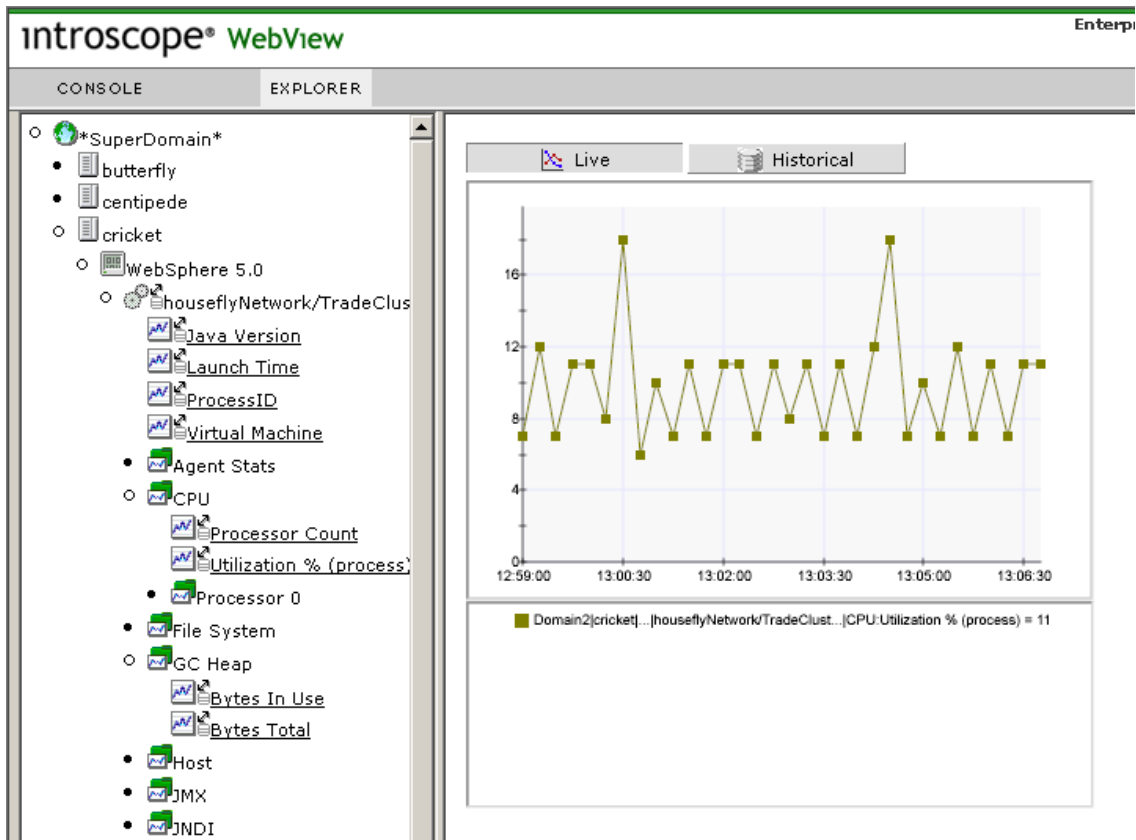 introscope® WebView
Enterpr
CONSOLE
EXPLORER
*SuperDomain*
butterfly
centipede
cricket
WebSphere 5.0
houseflyNetwork/TradeClus
Java Version
Launch Time
ProcessID
Virtual Machine
Agent Stats
CPU
Processor Count
Utilization % (process)
Processor 0
File System
GC Heap
Bytes In Use
Bytes Total
Host
JMX
JNDI
Live
Historical
16
12
8
4
0
12:59:00 13:00:30 13:02:00 13:03:30 13:05:00 13:06:30
Domain2|cricket|...|houseflyNetwork/TradeClust...|CPU:Utilization % (process) = 11